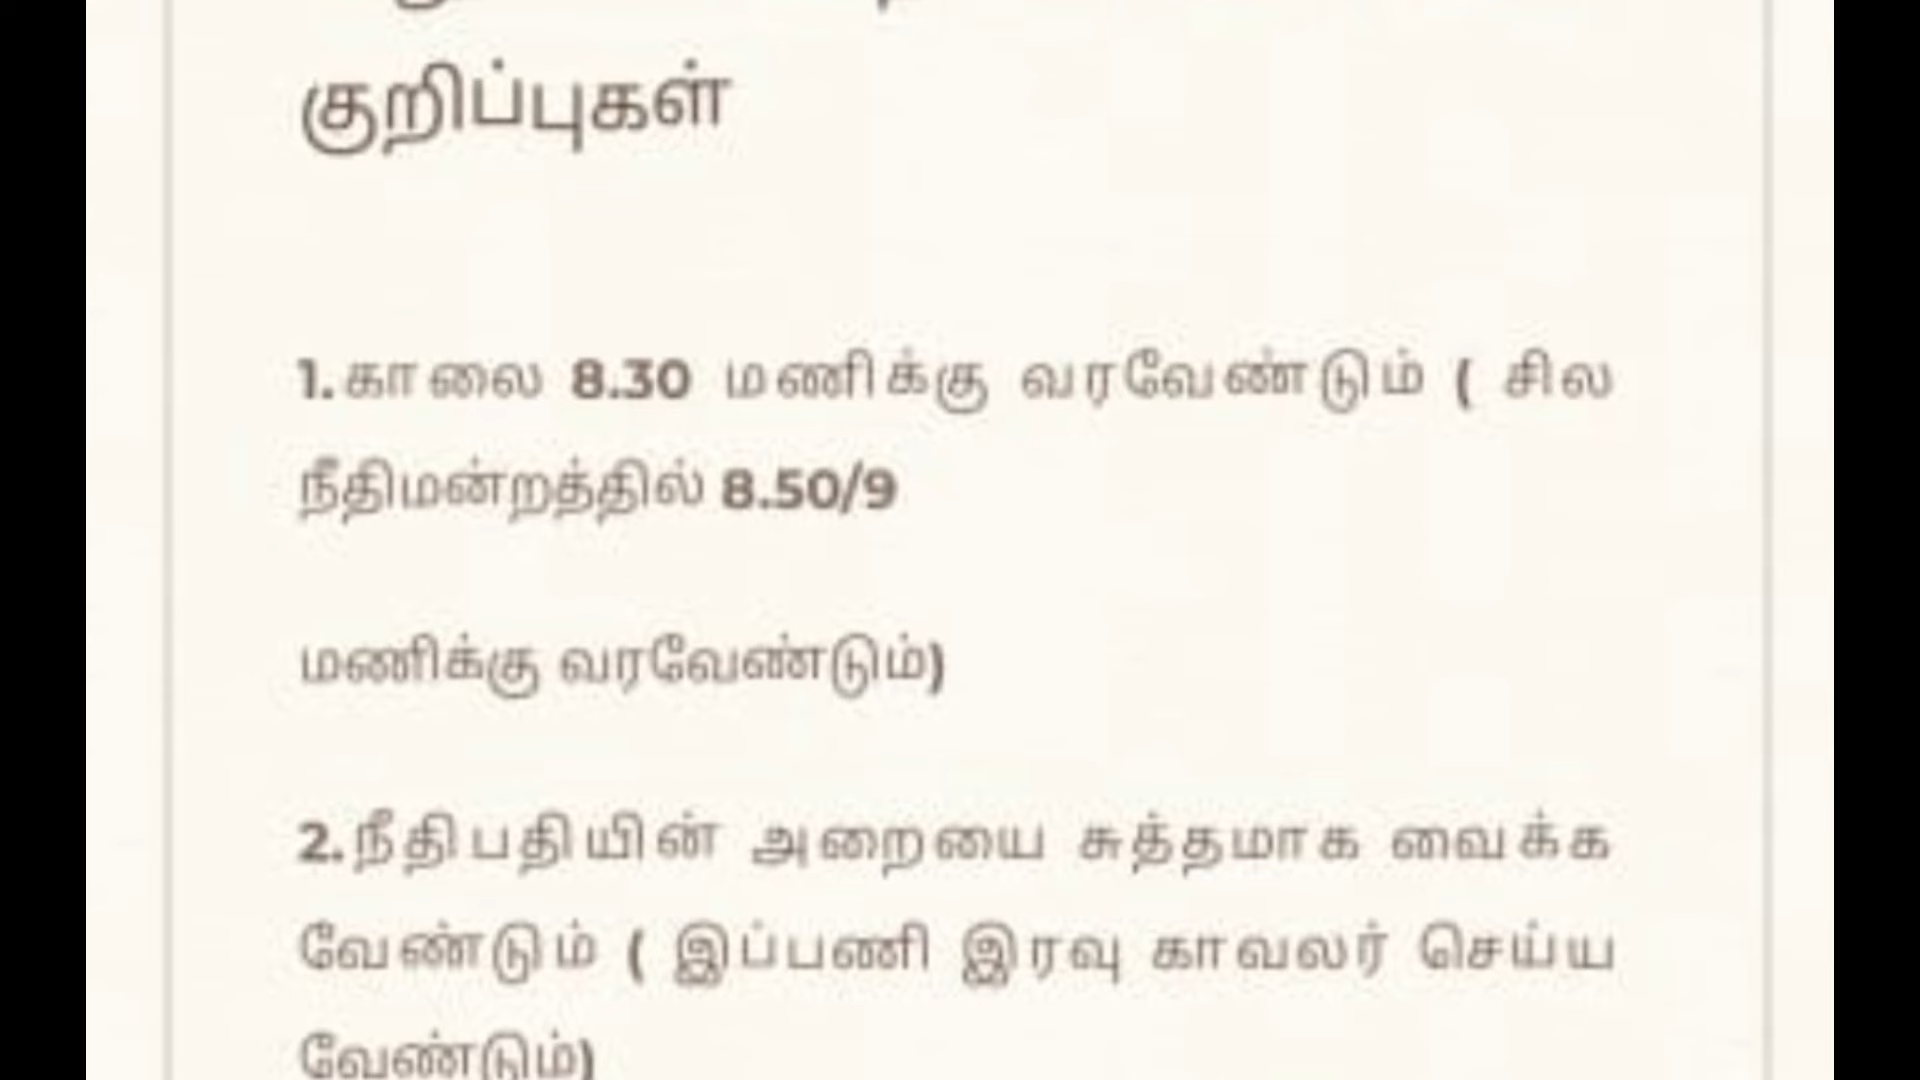 குறிப்புகள்
1.காலை 8.30 மணிக்கு வரவேண்டும் ( சில
நீதிமன்றத்தில் 8.50/9
மணிக்கு வரவேண்டும்)
2.நீதிபதியின் அறையை சுத்தமாக வைக்க
வேண்டும் ( இப்பணி இரவு காவலர் செய்ய
வேண்டும்)